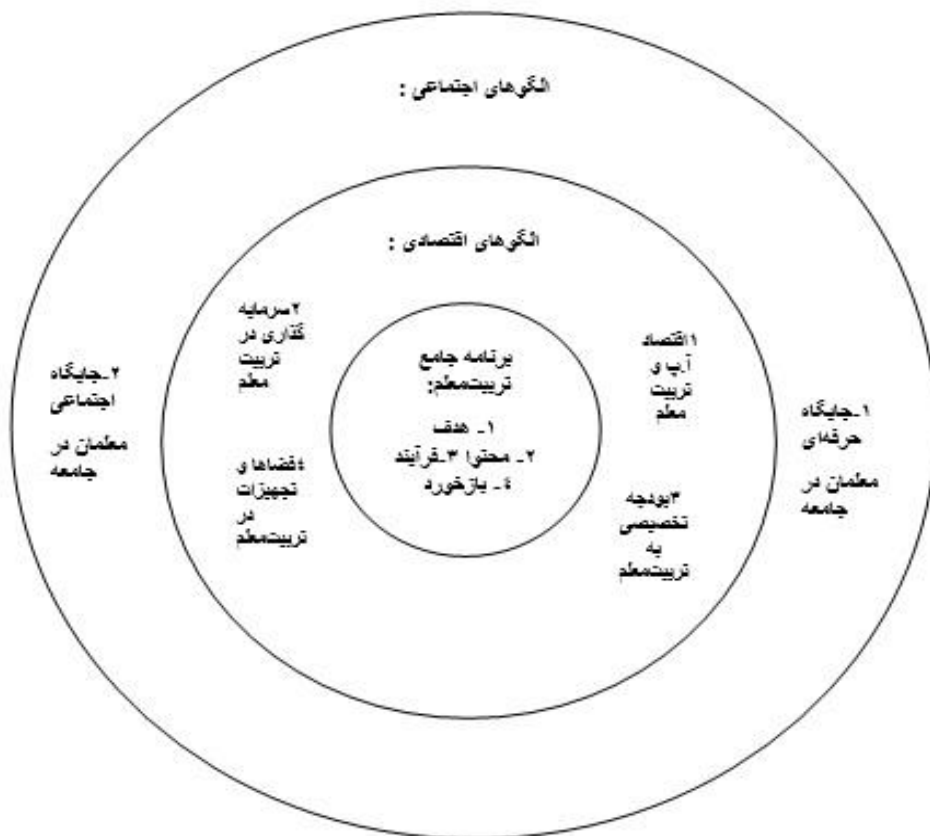 الگوهای اجتماعی :
الگوهای اقتصادی :
۱اقتصاد
آ.پ و
تربیت
معلم
۲سرمایه
گذاری در
تربیت
معلم
۳بودجه
تخصیصی
به
تربیت‌معلم
٤فضاها و
تجهیزات
در
تربیت‌معلم
برنامه جامع
تربیت‌معلم:
۱- هدف
۲- محتوا ۳-فرآیند
٤- بازخورد
۱-جایگاه
حرفه‌ای
معلمان در
جامعه
۲-جایگاه
اجتماعی
معلمان در
جامعه